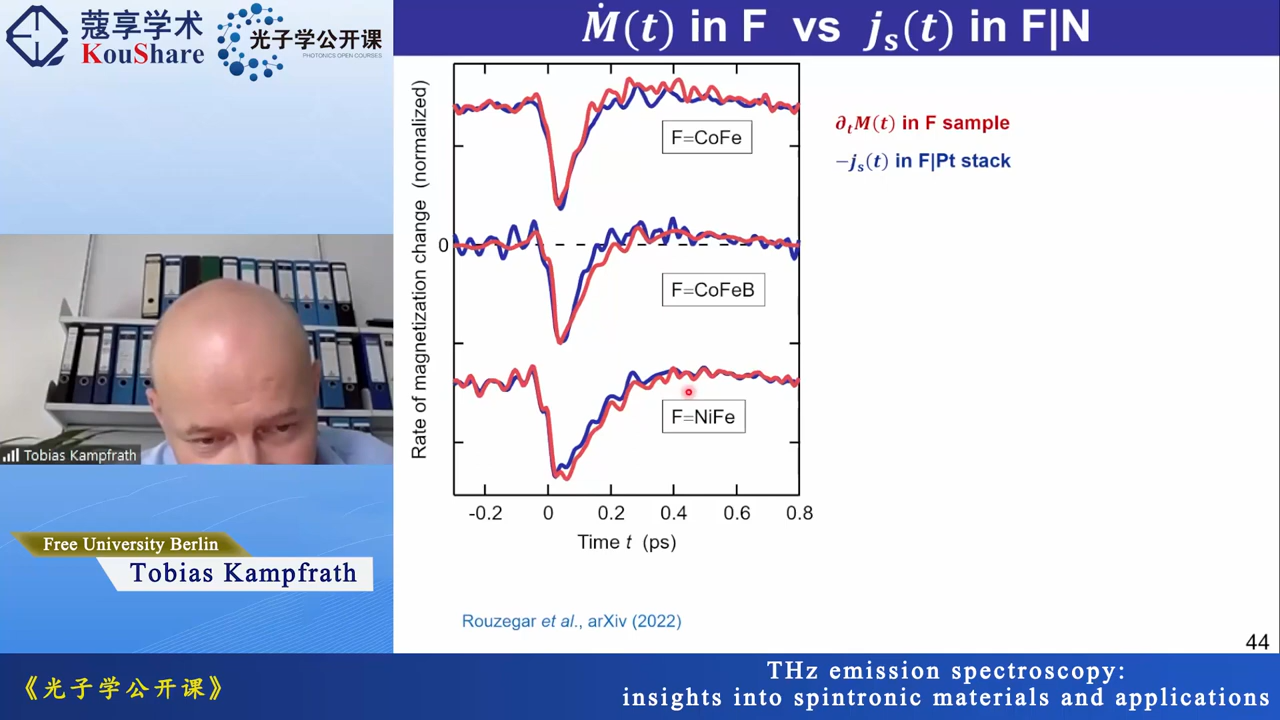 蔻享学术
KouShare
光子学公开课
PHOTONICS OPEN COURSES
Ṁ(t) in F vs jₛ(t) in F|N
Rate of magnetization change (normalized)
0
F=CoFe
F=CoFeB
F=NiFe
-0.2 0 0.2 0.4 0.6 0.8
Time t (ps)
∂ₜM(t) in F sample
−jₛ(t) in F|Pt stack
Rouzegar et al., arXiv (2022)
44
Tobias Kampfrath
Free University Berlin
Tobias Kampfrath
《光子学公开课》
THz emission spectroscopy:
insights into spintronic materials and applications